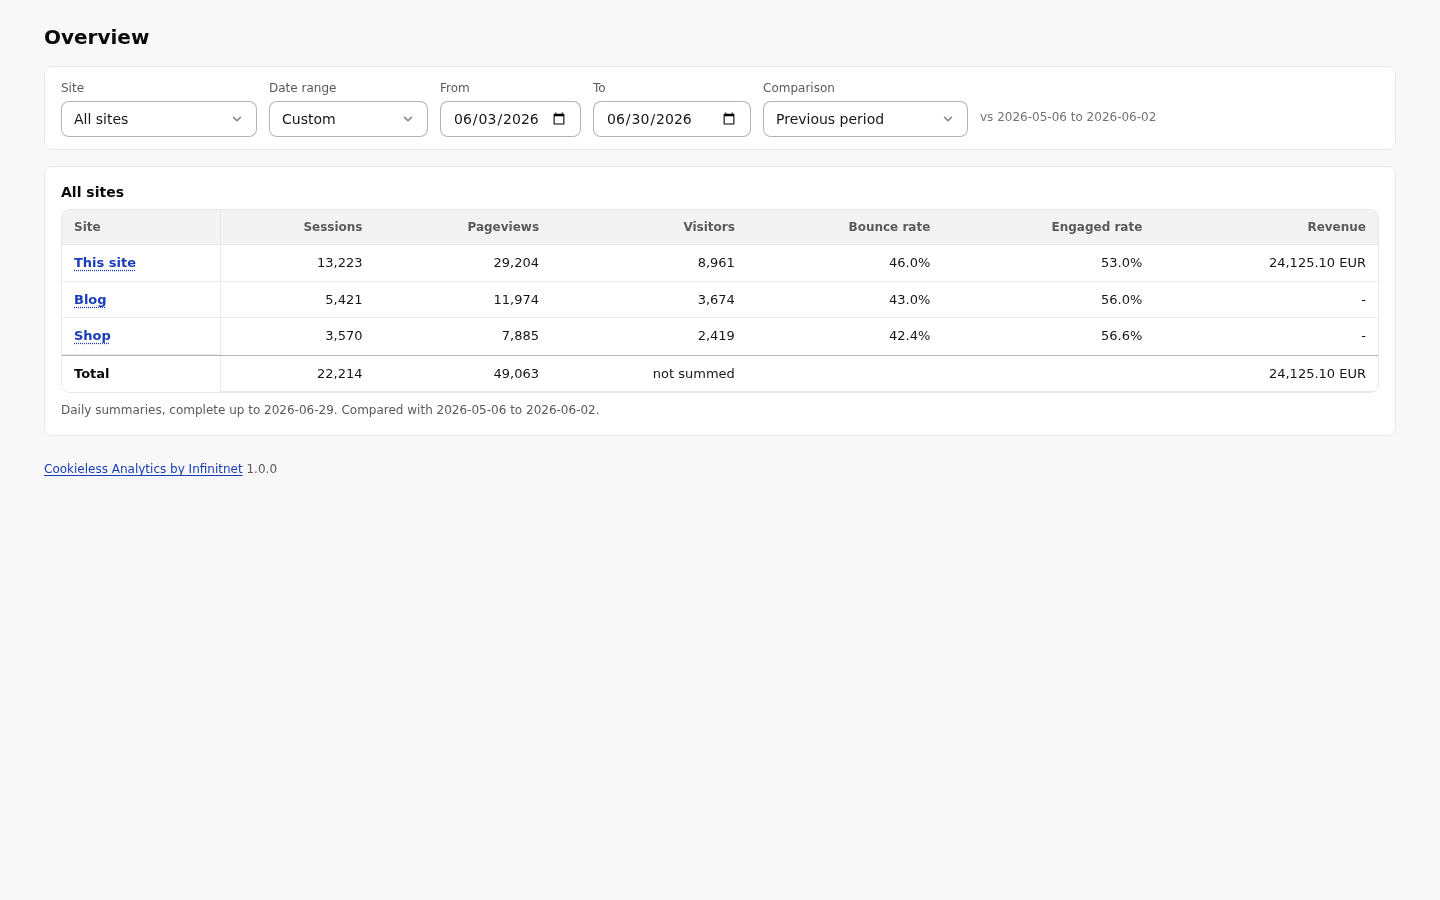 Overview
Site Date range From To Comparison
All sites Custom 06/03/2026 06/30/2026 Previous period vs 2026-05-06 to 2026-06-02
All sites
Site Sessions Pageviews Visitors Bounce rate Engaged rate Revenue
This site 13,223 29,204 8,961 46.0% 53.0% 24,125.10 EUR
Blog 5,421 11,974 3,674 43.0% 56.0% -
Shop 3,570 7,885 2,419 42.4% 56.6% -
Total 22,214 49,063 not summed 24,125.10 EUR
Daily summaries, complete up to 2026-06-29. Compared with 2026-05-06 to 2026-06-02.
Cookieless Analytics by Infinitnet 1.0.0